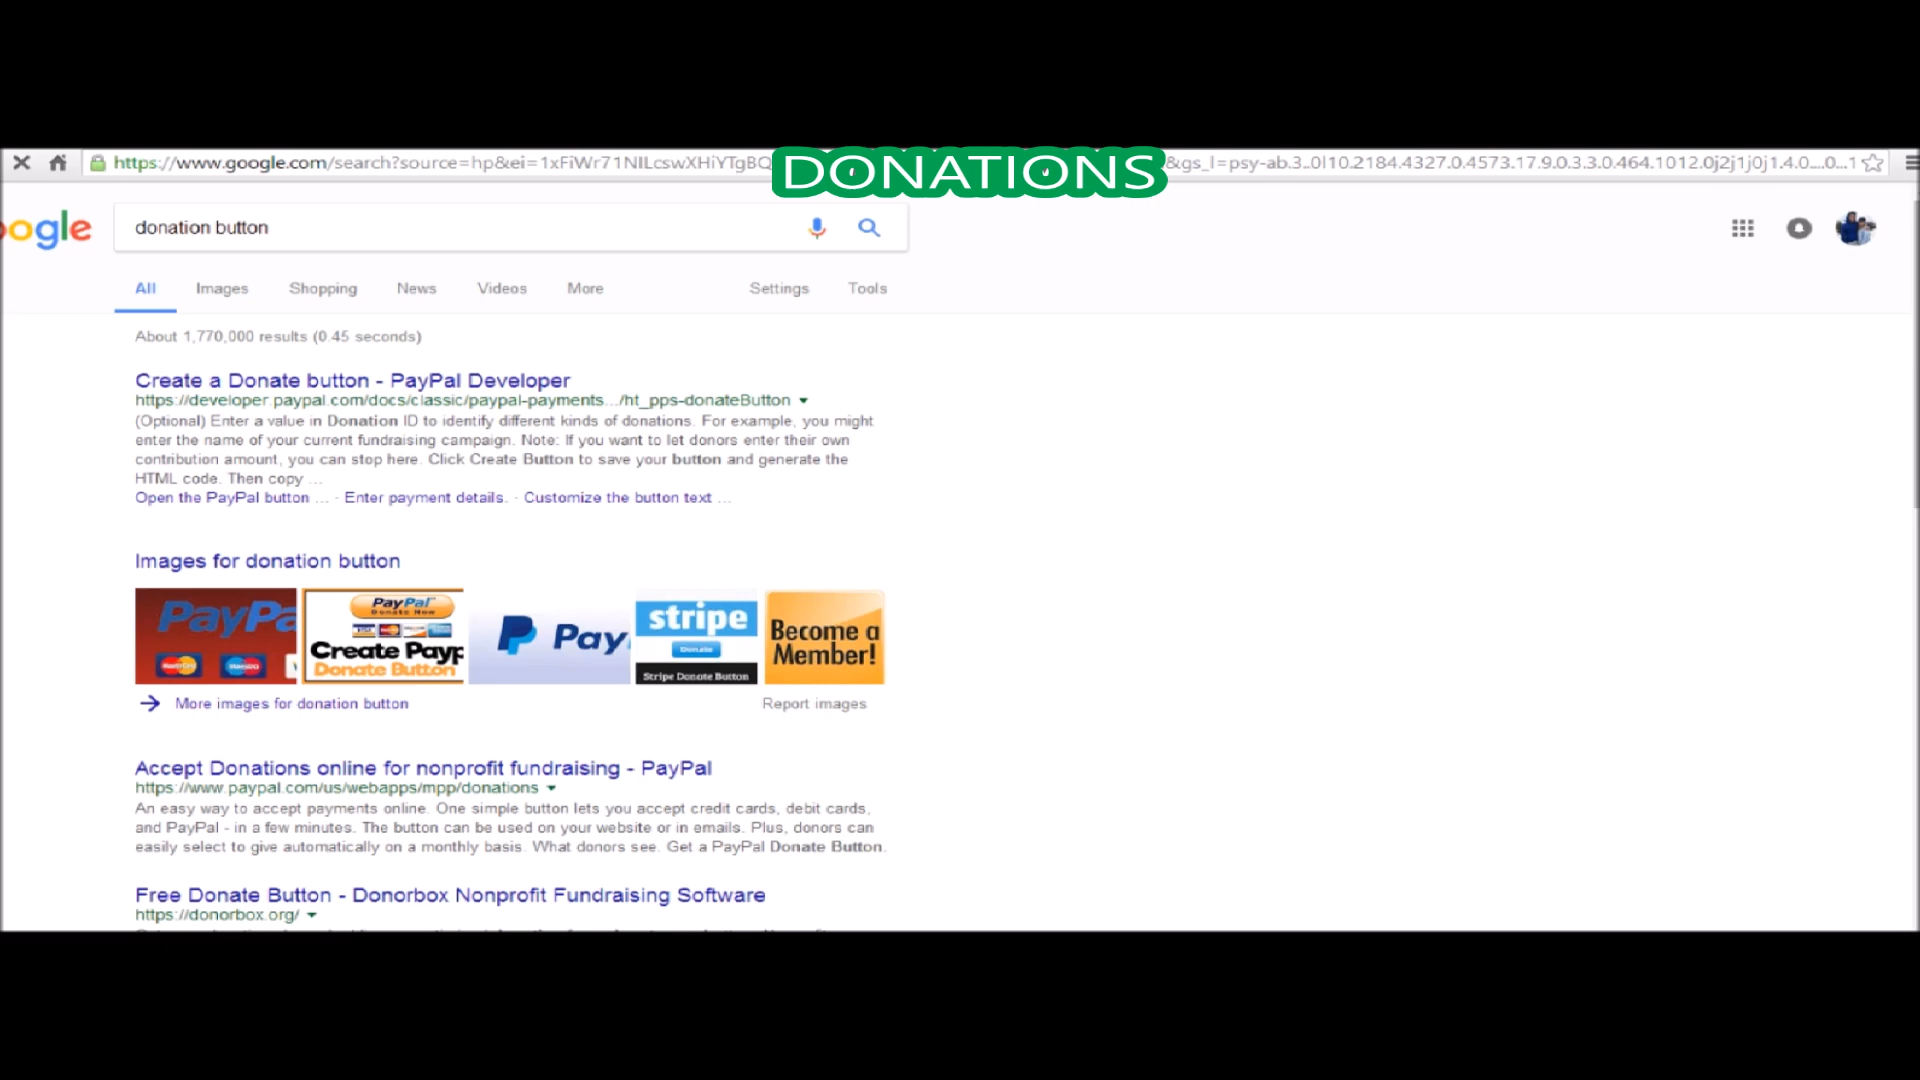 https://www.google.com/search?source=hp&ei=1xFiWr71NILcswXHiYTgBQ
DONATIONS
&gs_l=psy-ab.3..0l10.2184.4327.0.4573.17.9.0.3.3.0.464.1012.0j2j1j0j1.4.0....0...1
ogle
donation button
All Images Shopping News Videos More Settings Tools
About 1,770,000 results (0.45 seconds)
Create a Donate button - PayPal Developer
https://developer.paypal.com/docs/classic/paypal-payments.../ht_pps-donateButton
(Optional) Enter a value in Donation ID to identify different kinds of donations. For example, you might
enter the name of your current fundraising campaign. Note: If you want to let donors enter their own
contribution amount, you can stop here. Click Create Button to save your button and generate the
HTML code. Then copy ...
Open the PayPal button ... · Enter payment details. · Customize the button text ...
Images for donation button
PayPa
MasterCard Maestro
PayPal
Donate Now
VISA
Create Payp
Donate Button
Pay
stripe
Donate
Stripe Donate Button
Become a
Member!
More images for donation button
Report images
Accept Donations online for nonprofit fundraising - PayPal
https://www.paypal.com/us/webapps/mpp/donations
An easy way to accept payments online. One simple button lets you accept credit cards, debit cards,
and PayPal - in a few minutes. The button can be used on your website or in emails. Plus, donors can
easily select to give automatically on a monthly basis. What donors see. Get a PayPal Donate Button.
Free Donate Button - Donorbox Nonprofit Fundraising Software
https://donorbox.org/